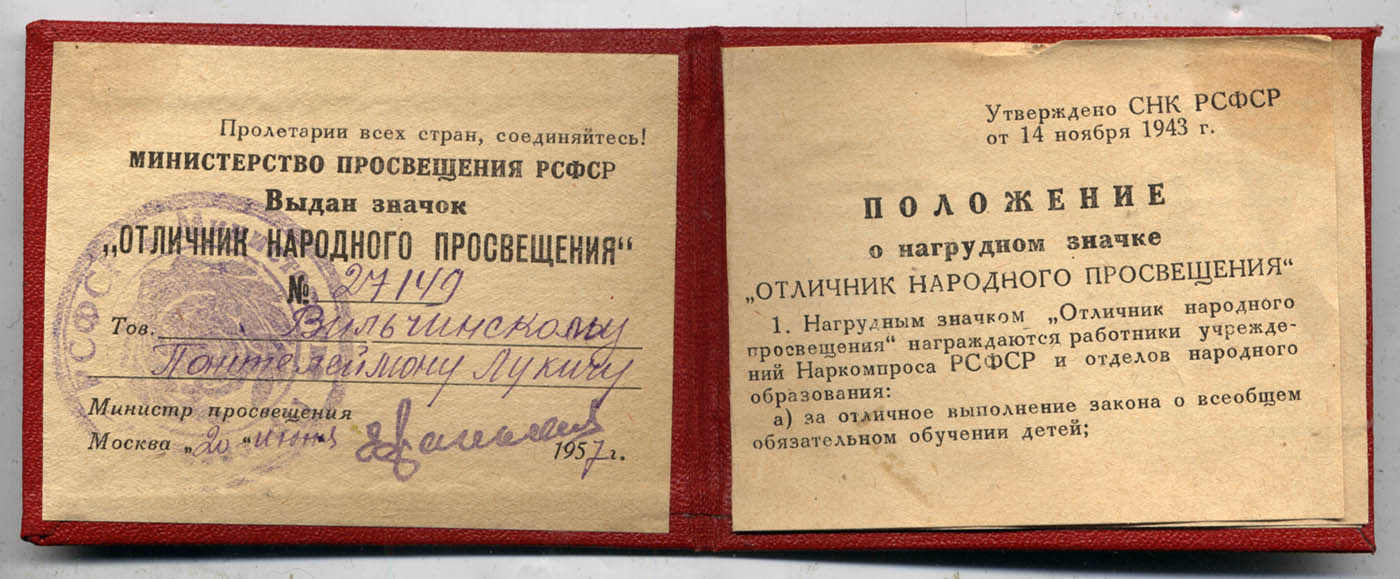 Пролетарии всех стран, соединяйтесь!
МИНИСТЕРСТВО ПРОСВЕЩЕНИЯ РСФСР
Выдан значок
„ОТЛИЧНИК НАРОДНОГО ПРОСВЕЩЕНИЯ“
№ 27149
Тов. Вильчинскому
Пантелеймону Лукичу
Министр просвещения
Москва „20“ июня 1957 г.
РСФСР Мини
Утверждено СНК РСФСР
от 14 ноября 1943 г.
ПОЛОЖЕНИЕ
о нагрудном значке
„ОТЛИЧНИК НАРОДНОГО ПРОСВЕЩЕНИЯ“
1. Нагрудным значком „Отличник народного
просвещения“ награждаются работники учрежде-
ний Наркомпроса РСФСР и отделов народного
образования:
а) за отличное выполнение закона о всеобщем
обязательном обучении детей;